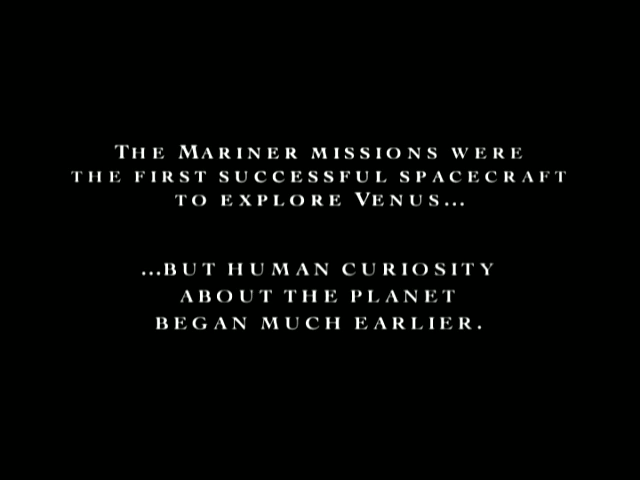 THE MARINER MISSIONS WERE
THE FIRST SUCCESSFUL SPACECRAFT
TO EXPLORE VENUS...
...BUT HUMAN CURIOSITY
ABOUT THE PLANET
BEGAN MUCH EARLIER.